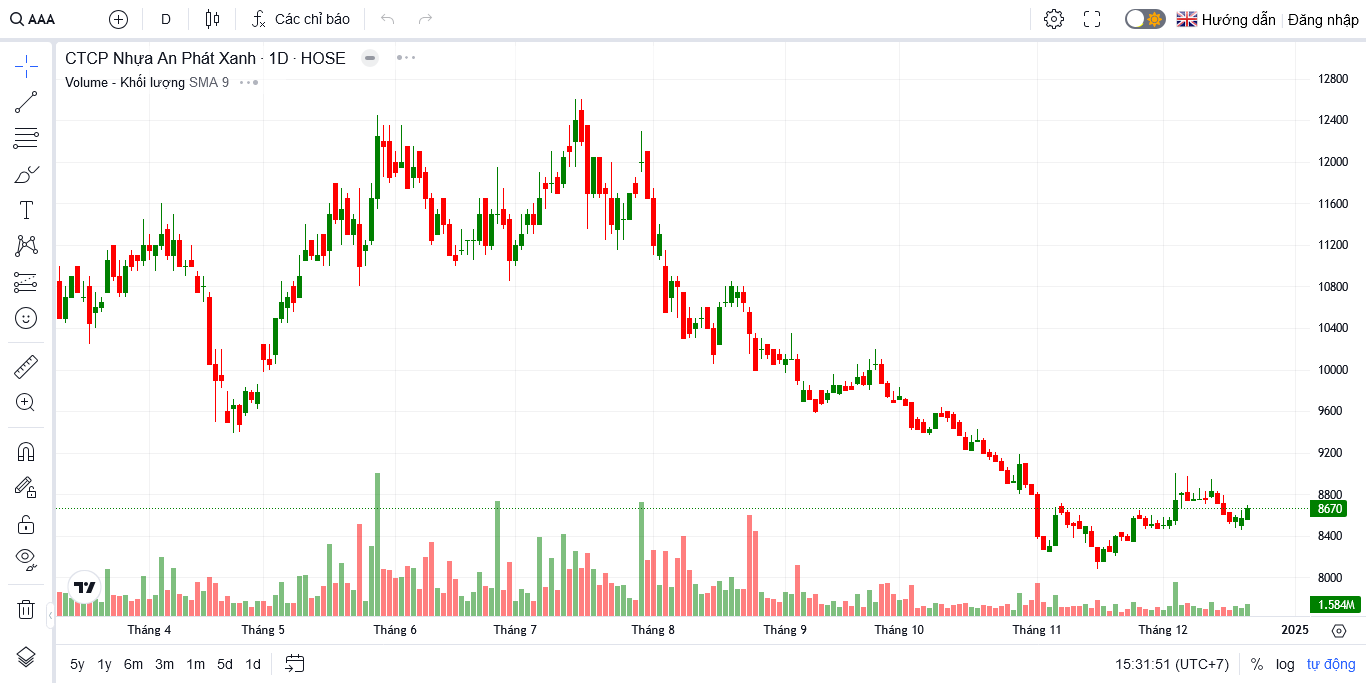 AAA D Các chỉ báo Hướng dẫn Đăng nhập
CTCP Nhựa An Phát Xanh · 1D · HOSE
Volume - Khối lượng SMA 9
12800
12400
12000
11600
11200
10800
10400
10000
9600
9200
8800
8670
8400
8000
1.584M
Tháng 4 Tháng 5 Tháng 6 Tháng 7 Tháng 8 Tháng 9 Tháng 10 Tháng 11 Tháng 12 2025
5y 1y 6m 3m 1m 5d 1d 15:31:51 (UTC+7) % log tự động